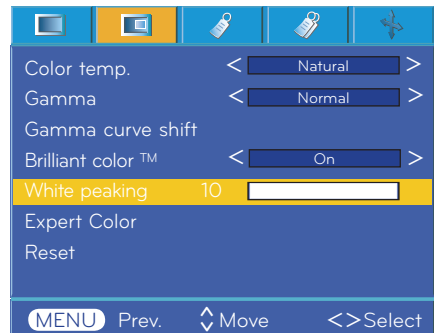 Color temp. < Natural >
Gamma < Normal >
Gamma curve shift
Brilliant color ™ < On >
White peaking 10
Expert Color
Reset
MENU Prev. Move <> Select